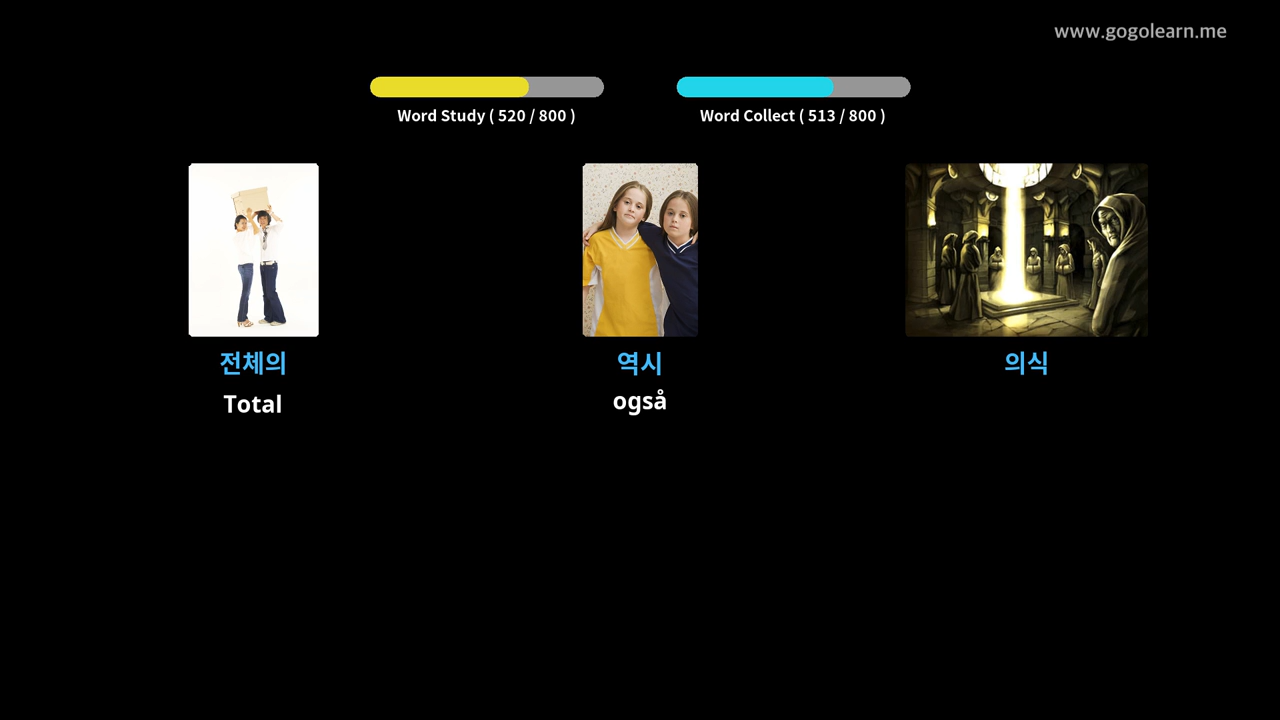 www.gogolearn.me
Word Study ( 520 / 800 )
Word Collect ( 513 / 800 )
전체의
역시
의식
Total
også